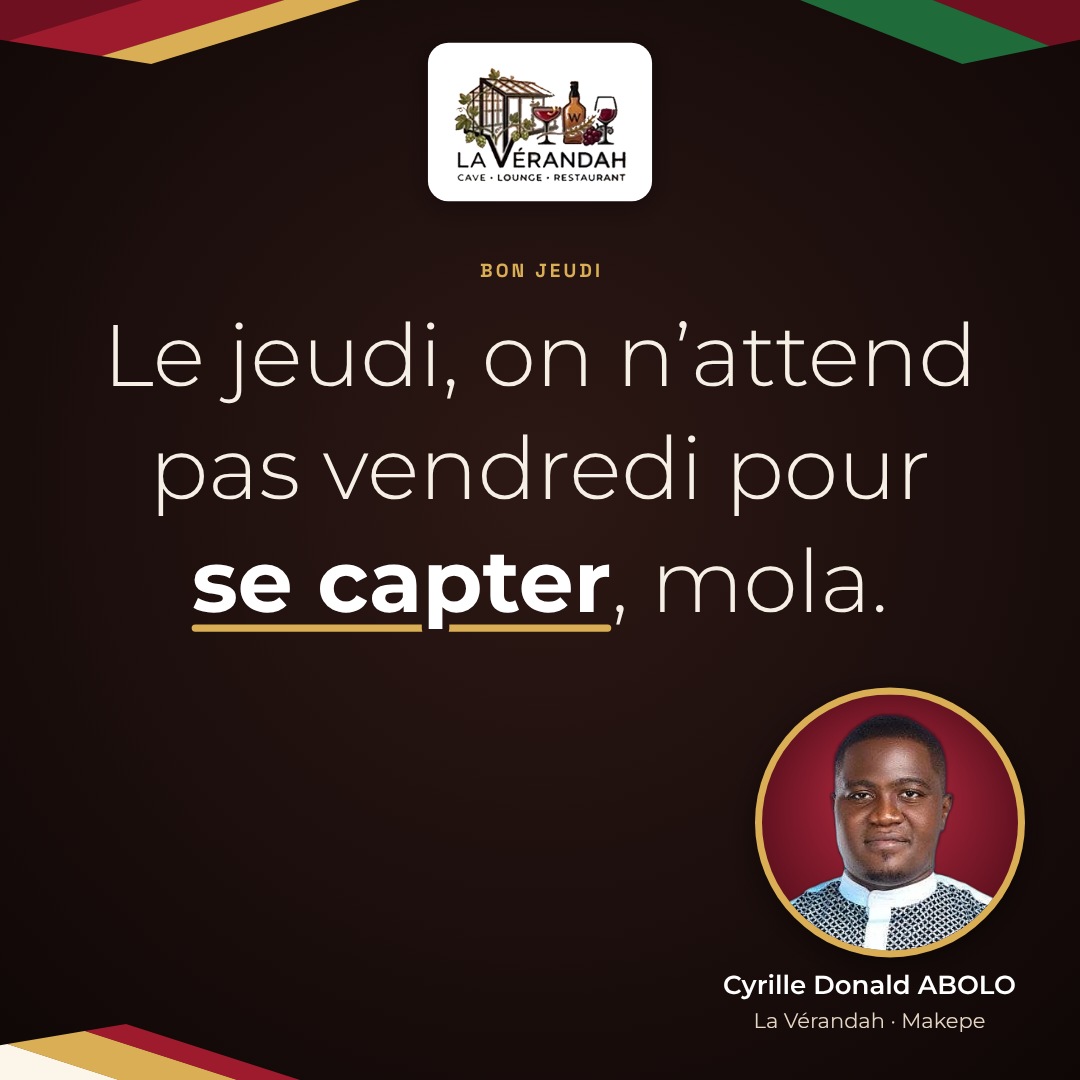 W
LA VÉRANDAH
CAVE • LOUNGE • RESTAURANT
BON JEUDI
Le jeudi, on n’attend
pas vendredi pour
se capter, mola.
Cyrille Donald ABOLO
La Vérandah · Makepe